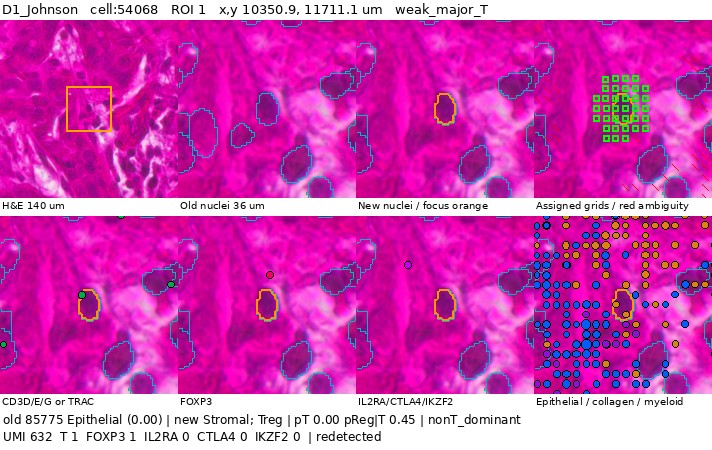 D1_Johnson   cell:54068   ROI 1   x,y 10350.9, 11711.1 um   weak_major_T
H&E 140 um
Old nuclei 36 um
New nuclei / focus orange
Assigned grids / red ambiguity
CD3D/E/G or TRAC
FOXP3
IL2RA/CTLA4/IKZF2
Epithelial / collagen / myeloid
old 85775 Epithelial (0.00) | new Stromal; Treg | pT 0.00 pReg|T 0.45 | nonT_dominant
UMI 632  T 1  FOXP3 1  IL2RA 0  CTLA4 0  IKZF2 0  | redetected